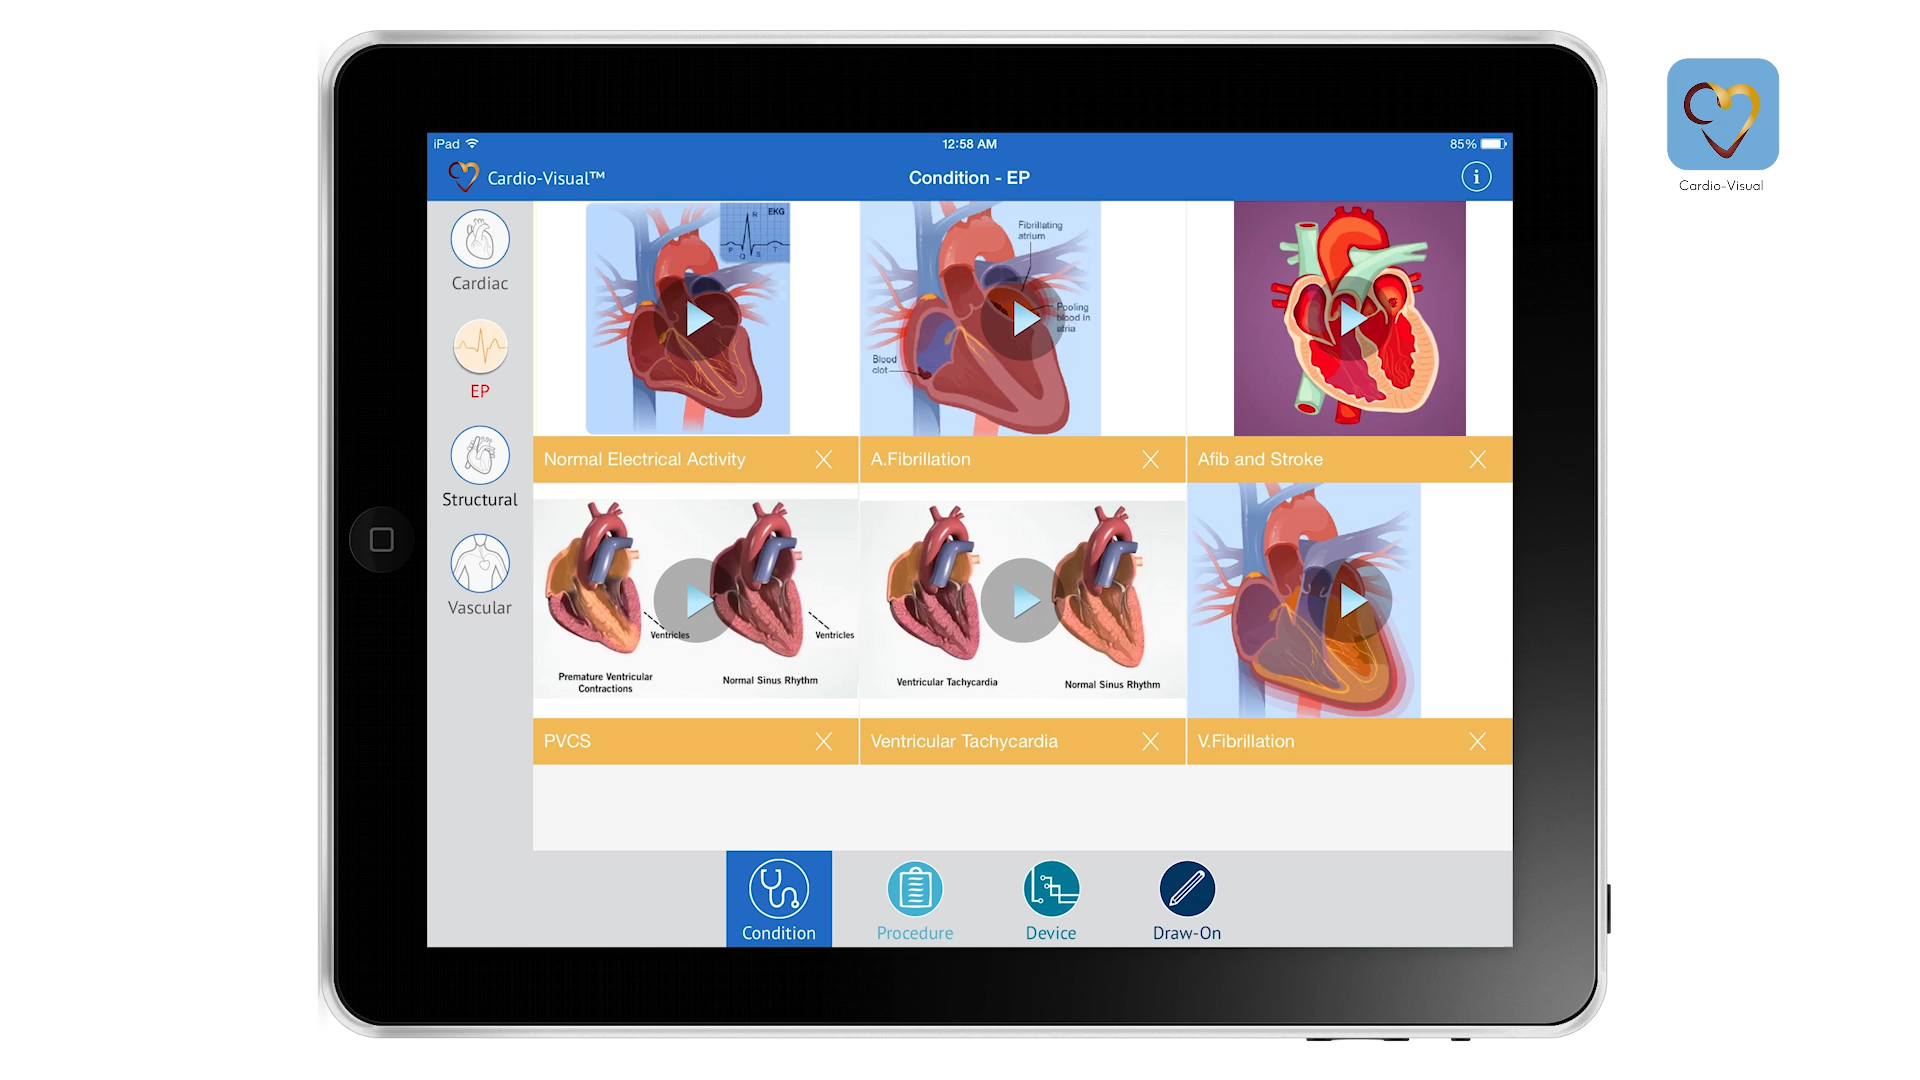 iPad
12:58 AM
85%
Cardio-Visual™
Condition - EP
i
Cardio-Visual
Cardiac
EP
Structural
Vascular
EKG
R
P
Q
S
T
Fibrillating
atrium
Pooling
blood in
atria
Blood
clot
Normal Electrical Activity
A.Fibrillation
Afib and Stroke
Ventricles
Ventricles
Premature Ventricular
Contractions
Normal Sinus Rhythm
Ventricular Tachycardia
Normal Sinus Rhythm
PVCS
Ventricular Tachycardia
V.Fibrillation
Condition
Procedure
Device
Draw-On